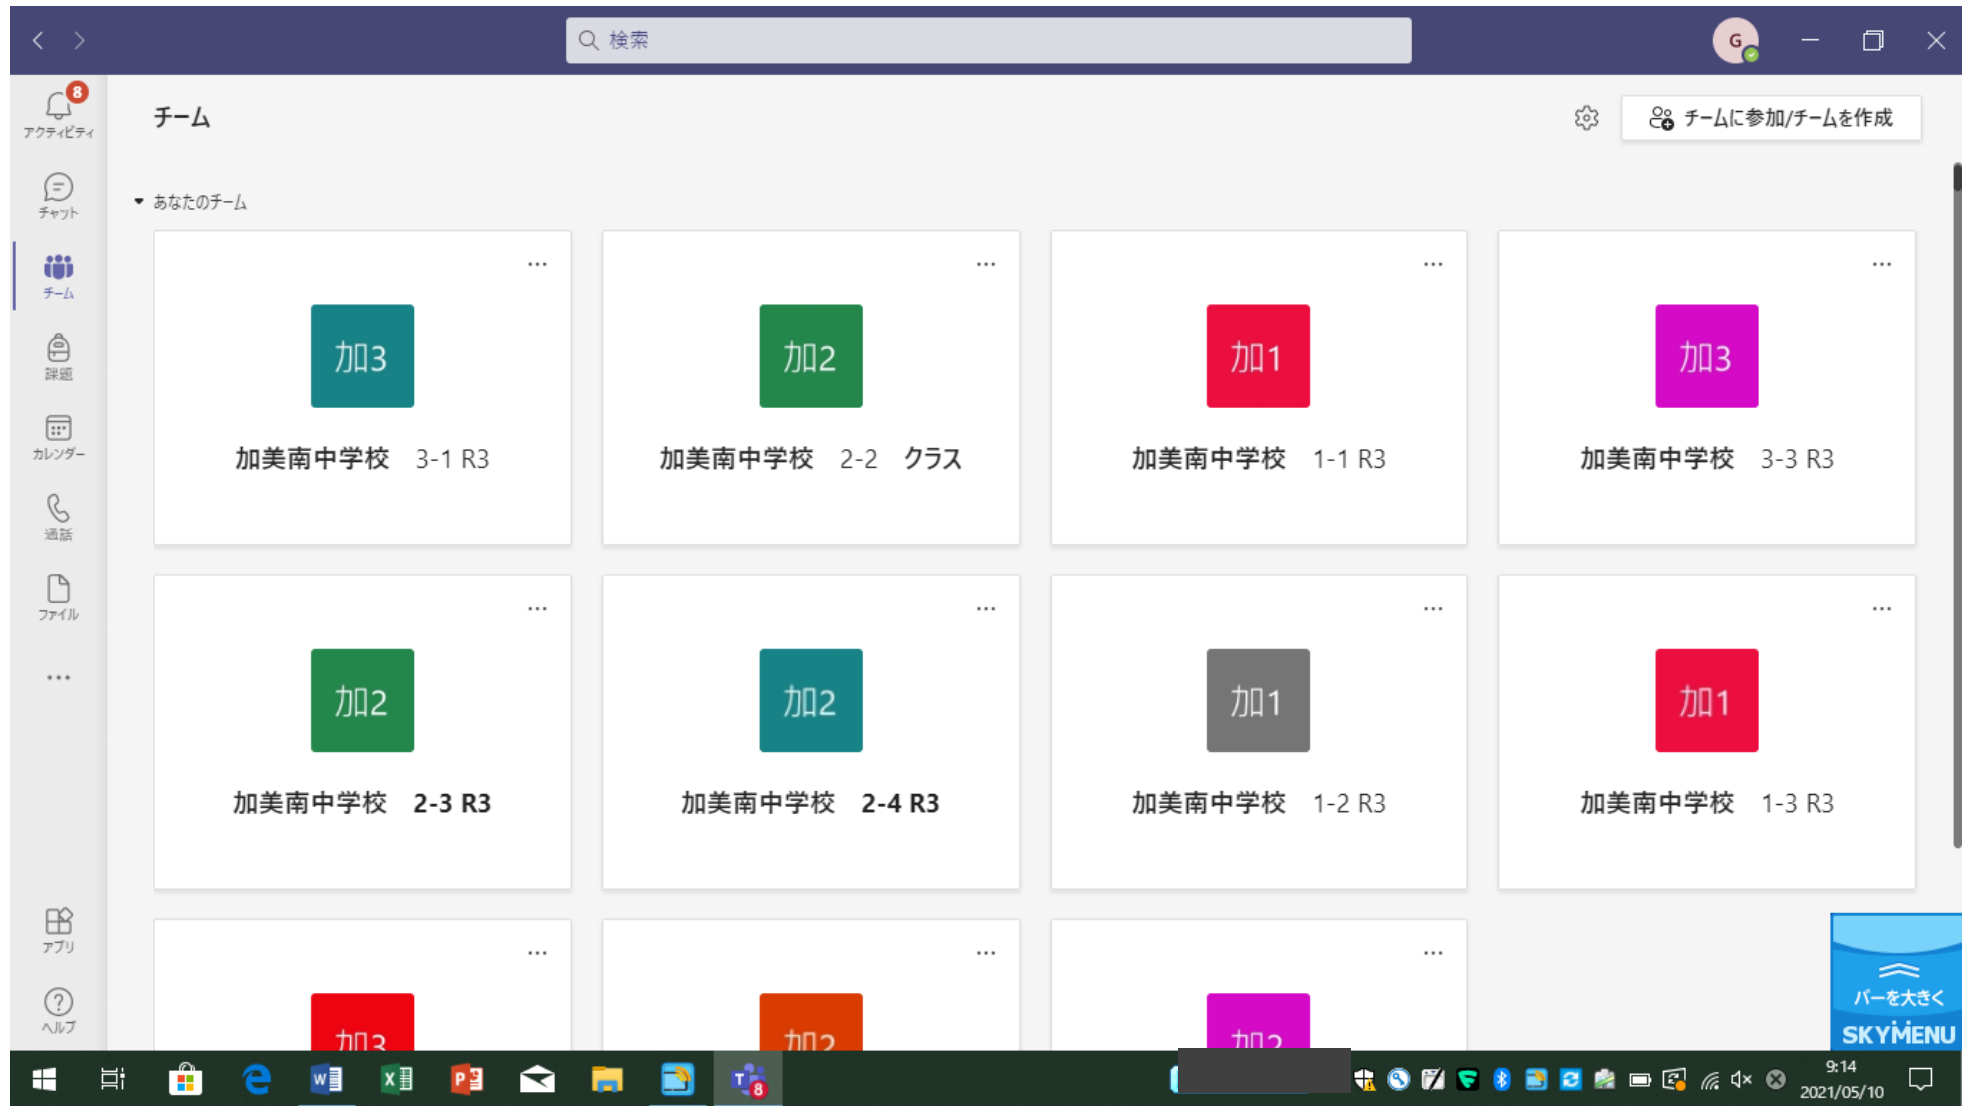 検索
G
8
アクティビティ
チーム
チームに参加/チームを作成
チャット
あなたのチーム
チーム
課題
カレンダー
通話
ファイル
アプリ
ヘルプ
加3
加美南中学校 3-1 R3
加2
加美南中学校 2-2 クラス
加1
加美南中学校 1-1 R3
加3
加美南中学校 3-3 R3
加2
加美南中学校 2-3 R3
加2
加美南中学校 2-4 R3
加1
加美南中学校 1-2 R3
加1
加美南中学校 1-3 R3
加3
加2
加2
バーを大きく
SKYMENU
8
9:14
2021/05/10